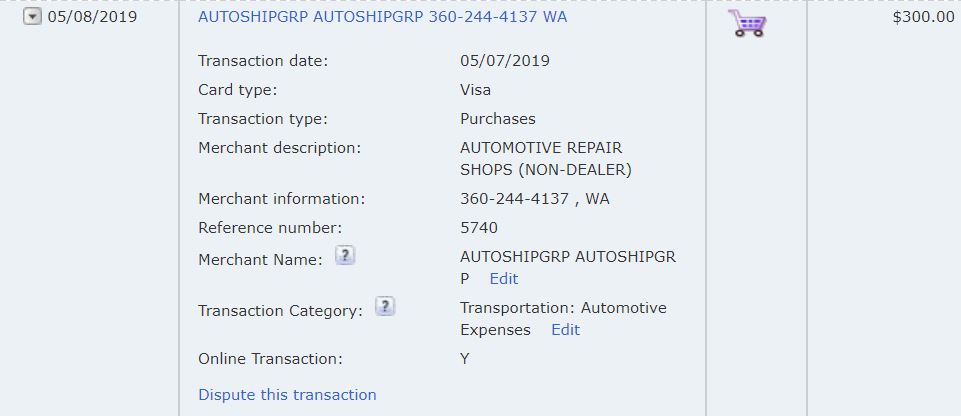 05/08/2019 AUTOSHIPGRP AUTOSHIPGRP 360-244-4137 WA $300.00
Transaction date: 05/07/2019
Card type: Visa
Transaction type: Purchases
Merchant description: AUTOMOTIVE REPAIR
SHOPS (NON-DEALER)
Merchant information: 360-244-4137 , WA
Reference number: 5740
Merchant Name: ? AUTOSHIPGRP AUTOSHIPGR
P Edit
Transaction Category: ? Transportation: Automotive
Expenses Edit
Online Transaction: Y
Dispute this transaction